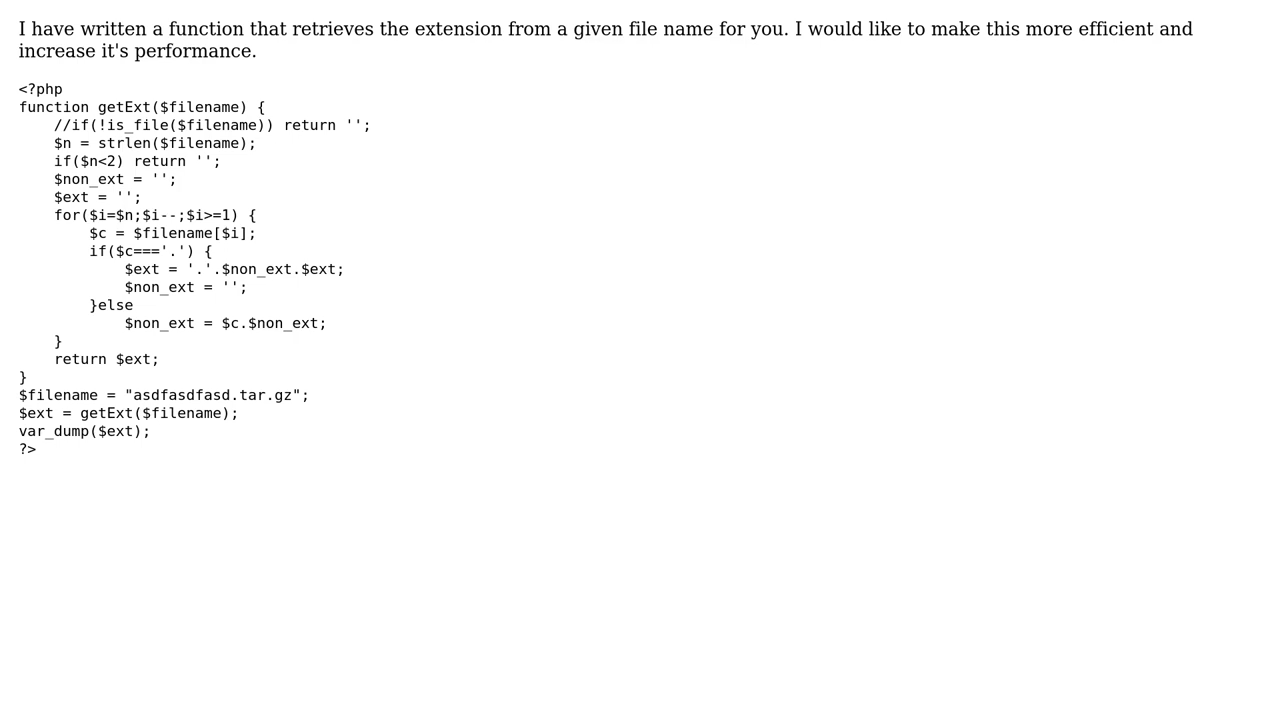 I have written a function that retrieves the extension from a given file name for you. I would like to make this more efficient and
increase it's performance.
<?php
function getExt($filename) {
    //if(!is_file($filename)) return '';
    $n = strlen($filename);
    if($n<2) return '';
    $non_ext = '';
    $ext = '';
    for($i=$n;$i--;$i>=1) {
        $c = $filename[$i];
        if($c==='.') {
            $ext = '.'.$non_ext.$ext;
            $non_ext = '';
        }else
            $non_ext = $c.$non_ext;
    }
    return $ext;
}
$filename = "asdfasdfasd.tar.gz";
$ext = getExt($filename);
var_dump($ext);
?>